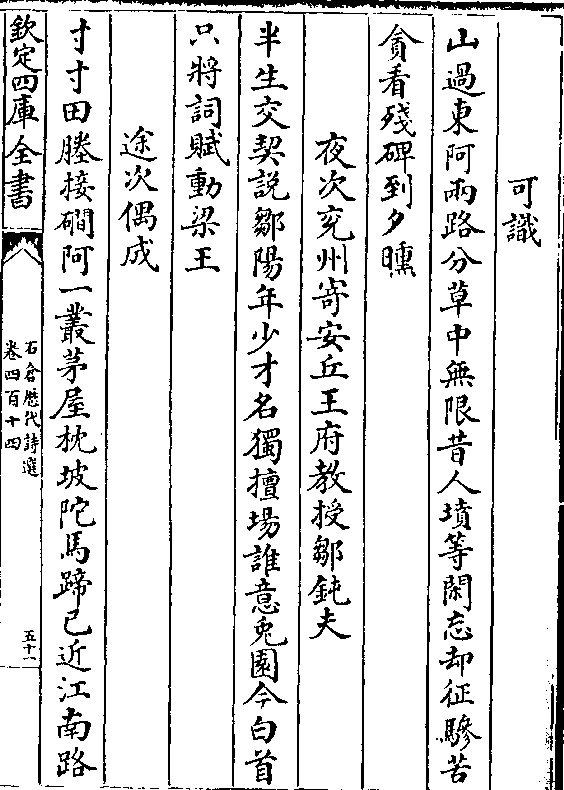 可識
山過東阿兩路分草中無限昔人墳等閑忘却征驂苦
貪看殘碑到夕曛
夜次兖州寄安丘王府教授鄒鈍夫
半生交契説鄒陽年少才名獨擅場誰意兎園今白首
只將詞賦動梁王
途次偶成
寸寸田塍接磵阿一叢茅屋枕坡陀馬蹄已近江南路
欽定四庫全書
石倉歴代詩選
卷四百十四
五十一